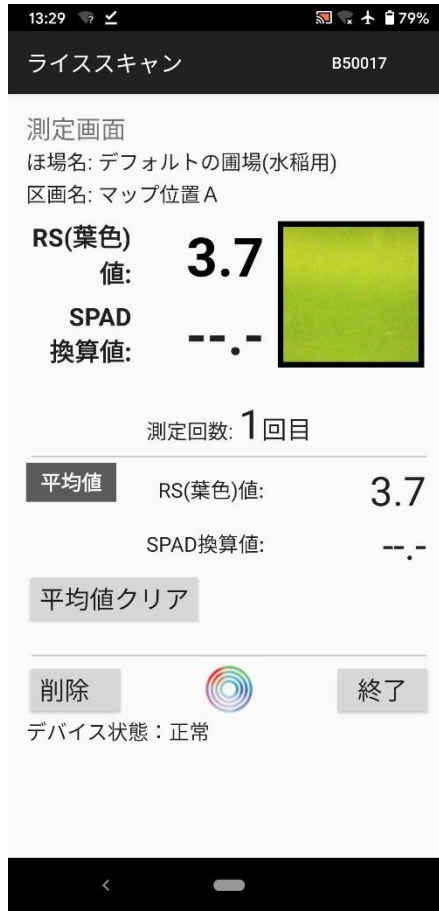 13:29 79%
ライススキャン B50017
測定画面
ほ場名: デフォルトの圃場(水稲用)
区画名: マップ位置A
RS(葉色)値: 3.7
SPAD換算値: --.-
測定回数: 1回目
平均値 RS(葉色)値: 3.7
SPAD換算値: --.-
平均値クリア
削除 終了
デバイス状態：正常